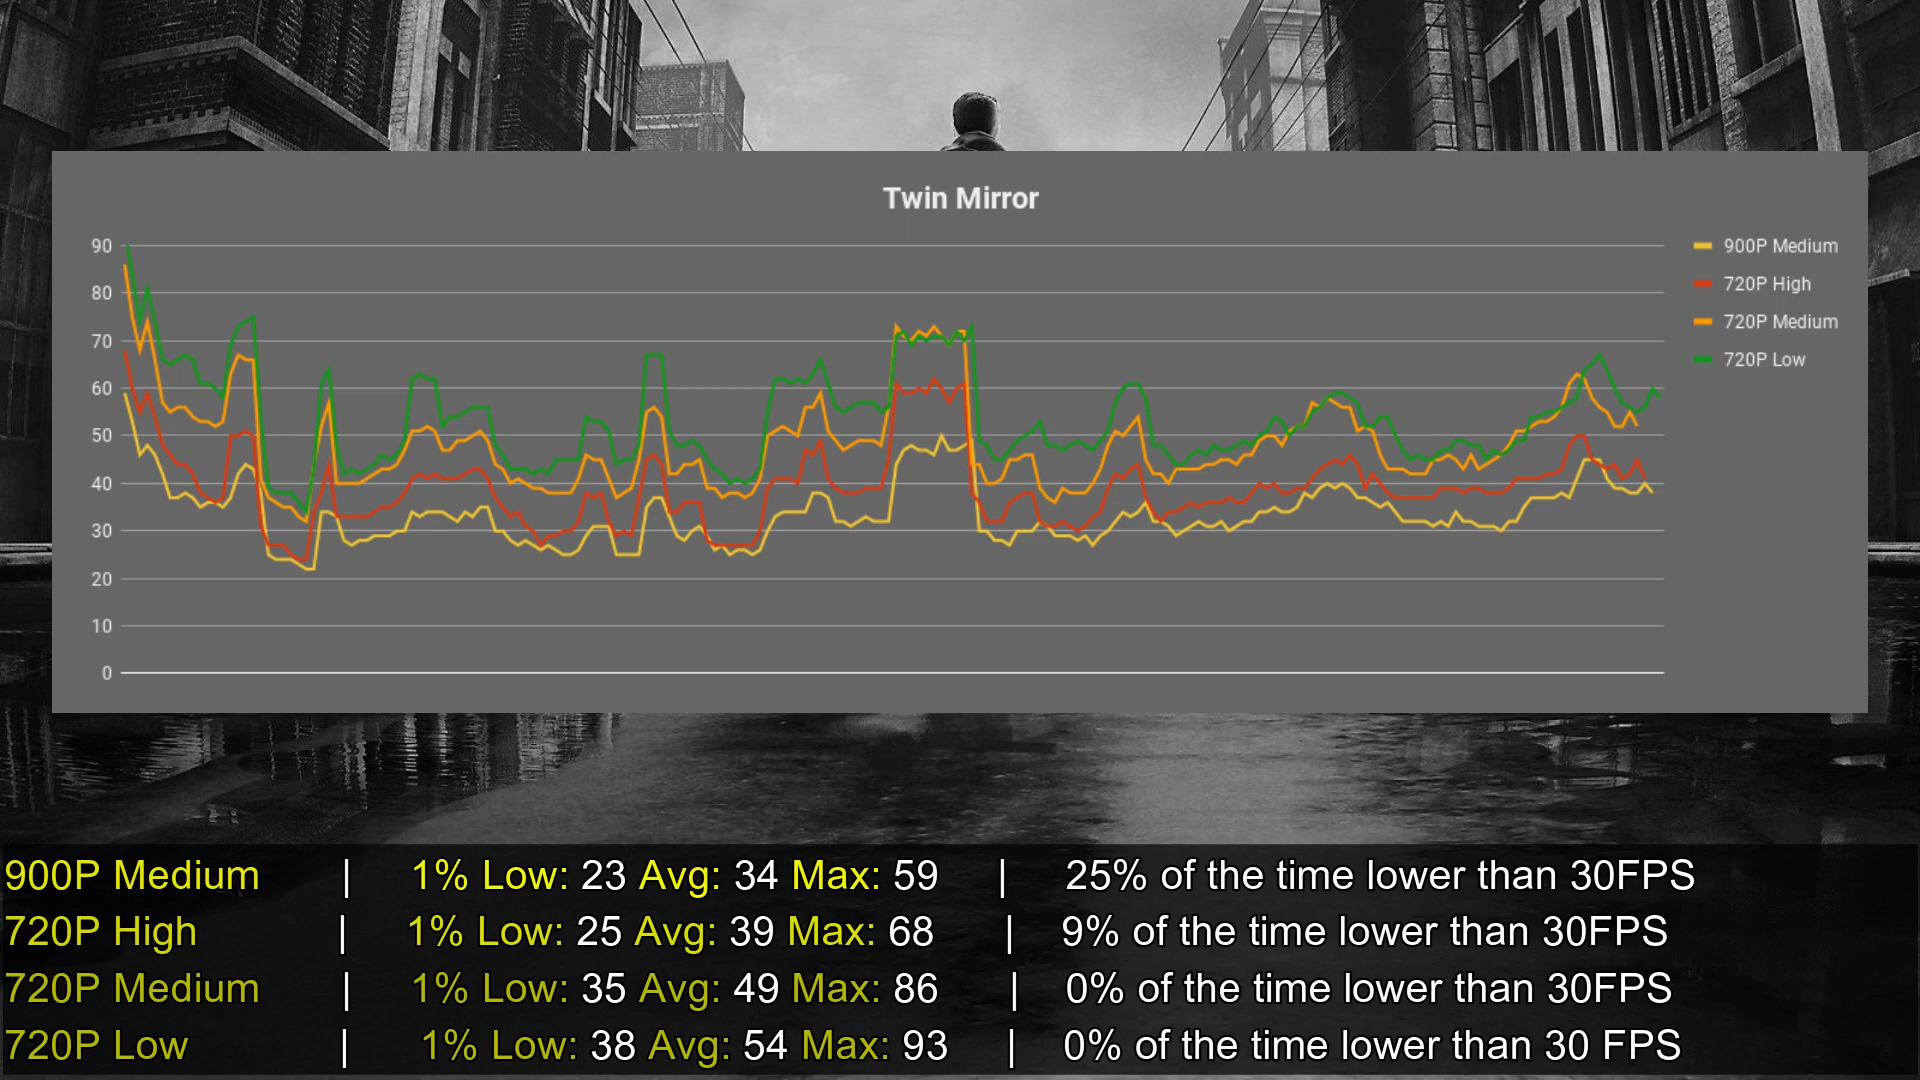 Twin Mirror
90
80
70
60
50
40
30
20
10
0
900P Medium
720P High
720P Medium
720P Low
900P Medium | 1% Low: 23 Avg: 34 Max: 59 | 25% of the time lower than 30FPS
720P High | 1% Low: 25 Avg: 39 Max: 68 | 9% of the time lower than 30FPS
720P Medium | 1% Low: 35 Avg: 49 Max: 86 | 0% of the time lower than 30FPS
720P Low | 1% Low: 38 Avg: 54 Max: 93 | 0% of the time lower than 30 FPS